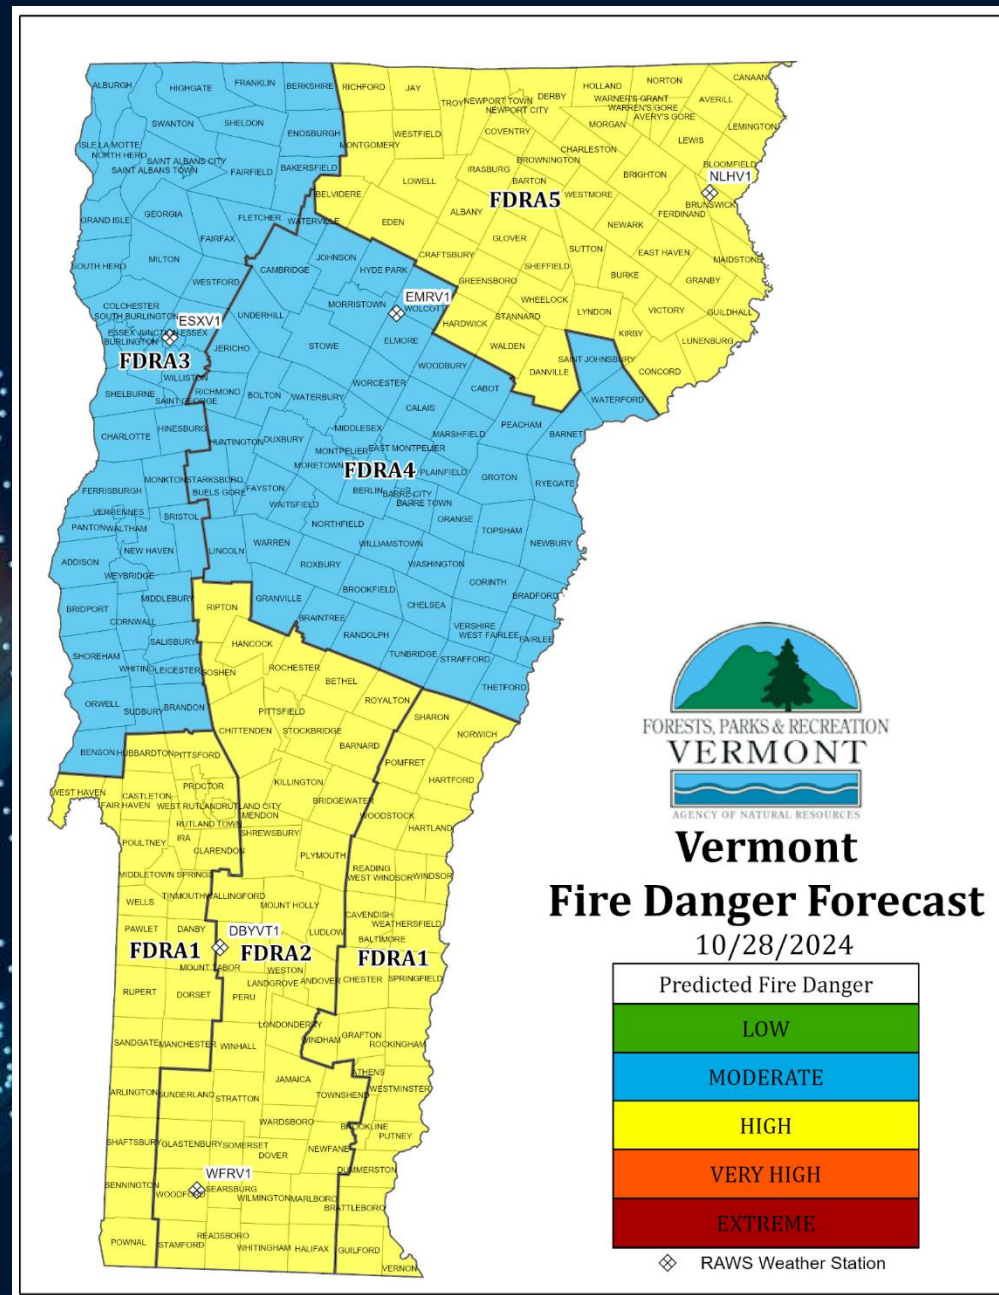 ALBURGH
HIGHGATE
FRANKLIN
BERKSHIRE
RICHFORD
JAY
TROY
NEWPORT TOWN
NEWPORT CITY
DERBY
HOLLAND
NORTON
CANAAN
WARNER'S GRANT
WARREN'S GORE
AVERY'S GORE
AVERILL
LEMINGTON
SWANTON
SHELDON
ENOSBURGH
MONTGOMERY
WESTFIELD
COVENTRY
MORGAN
CHARLESTON
LEWIS
BLOOMFIELD
ISLE LA MOTTE
NORTH HERO
SAINT ALBANS CITY
SAINT ALBANS TOWN
FAIRFIELD
BAKERSFIELD
BELVIDERE
LOWELL
IRASBURG
BROWNINGTON
BARTON
BRIGHTON
NLHV1
FDRA5
WESTMORE
BRUNSWICK
FERDINAND
GRAND ISLE
GEORGIA
FLETCHER
WATERVILLE
EDEN
ALBANY
NEWARK
FAIRFAX
GLOVER
SUTTON
EAST HAVEN
MAIDSTONE
SOUTH HERO
MILTON
WESTFORD
CAMBRIDGE
JOHNSON
HYDE PARK
CRAFTSBURY
GREENSBORO
SHEFFIELD
BURKE
GRANBY
COLCHESTER
SOUTH BURLINGTON
ESXV1
UNDERHILL
MORRISTOWN
EMRV1
WOLCOTT
WHEELOCK
STANNARD
LYNDON
VICTORY
GUILDHALL
ESSEX JUNCTION
ESSEX
BURLINGTON
HARDWICK
KIRBY
LUNENBURG
FDRA3
JERICHO
STOWE
ELMORE
WALDEN
DANVILLE
SAINT JOHNSBURY
CONCORD
WILLISTON
WOODBURY
SHELBURNE
SAINT GEORGE
RICHMOND
BOLTON
WATERBURY
WORCESTER
CABOT
WATERFORD
CALAIS
CHARLOTTE
HINESBURG
HUNTINGTON
DUXBURY
MIDDLESEX
MARSHFIELD
PEACHAM
BARNET
MONTPELIER
EAST MONTPELIER
MORETOWN
FDRA4
PLAINFIELD
GROTON
RYEGATE
FERRISBURGH
MONKTON
STARKSBORO
BUELS GORE
FAYSTON
BERLIN
BARRE CITY
BARRE TOWN
VERGENNES
WAITSFIELD
PANTON
WALTHAM
BRISTOL
NORTHFIELD
ORANGE
TOPSHAM
NEW HAVEN
LINCOLN
WARREN
WILLIAMSTOWN
NEWBURY
ADDISON
WEYBRIDGE
ROXBURY
WASHINGTON
CORINTH
MIDDLEBURY
RIPTON
GRANVILLE
BROOKFIELD
BRADFORD
BRIDPORT
CORNWALL
BRAINTREE
CHELSEA
VERSHIRE
WEST FAIRLEE
FAIRLEE
SALISBURY
HANCOCK
RANDOLPH
SHOREHAM
WHITING
LEICESTER
GOSHEN
ROCHESTER
TUNBRIDGE
STRAFFORD
BETHEL
THETFORD
ORWELL
SUDBURY
BRANDON
PITTSFIELD
ROYALTON
CHITTENDEN
STOCKBRIDGE
SHARON
NORWICH
BENSON
HUBBARDTON
PITTSFORD
BARNARD
POMFRET
HARTFORD
WEST HAVEN
CASTLETON
PROCTOR
KILLINGTON
FAIR HAVEN
WEST RUTLAND
RUTLAND CITY
MENDON
BRIDGEWATER
WOODSTOCK
RUTLAND TOWN
HARTLAND
POULTNEY
IRA
CLARENDON
SHREWSBURY
PLYMOUTH
READING
WEST WINDSOR
WINDSOR
MIDDLETOWN SPRINGS
TINMOUTH
WALLINGFORD
WELLS
MOUNT HOLLY
CAVENDISH
WEATHERSFIELD
PAWLET
DANBY
DBYVT1
LUDLOW
BALTIMORE
FDRA1
FDRA2
FDRA1
MOUNT TABOR
WESTON
LANDGROVE
ANDOVER
CHESTER
SPRINGFIELD
RUPERT
DORSET
PERU
LONDONDERRY
WINDHAM
GRAFTON
ROCKINGHAM
SANDGATE
MANCHESTER
WINHALL
ATHENS
JAMAICA
ARLINGTON
SUNDERLAND
STRATTON
TOWNSHEND
WESTMINSTER
WARDSBORO
BROOKLINE
PUTNEY
SHAFTSBURY
GLASTENBURY
SOMERSET
DOVER
NEWFANE
DUMMERSTON
WFRV1
BENNINGTON
WOODFORD
SEARSBURG
WILMINGTON
MARLBORO
BRATTLEBORO
POWNAL
STAMFORD
READSBORO
WHITINGHAM
HALIFAX
GUILFORD
VERNON
FORESTS, PARKS & RECREATION
VERMONT
AGENCY OF NATURAL RESOURCES
Vermont
Fire Danger Forecast
10/28/2024
Predicted Fire Danger
LOW
MODERATE
HIGH
VERY HIGH
EXTREME
RAWS Weather Station